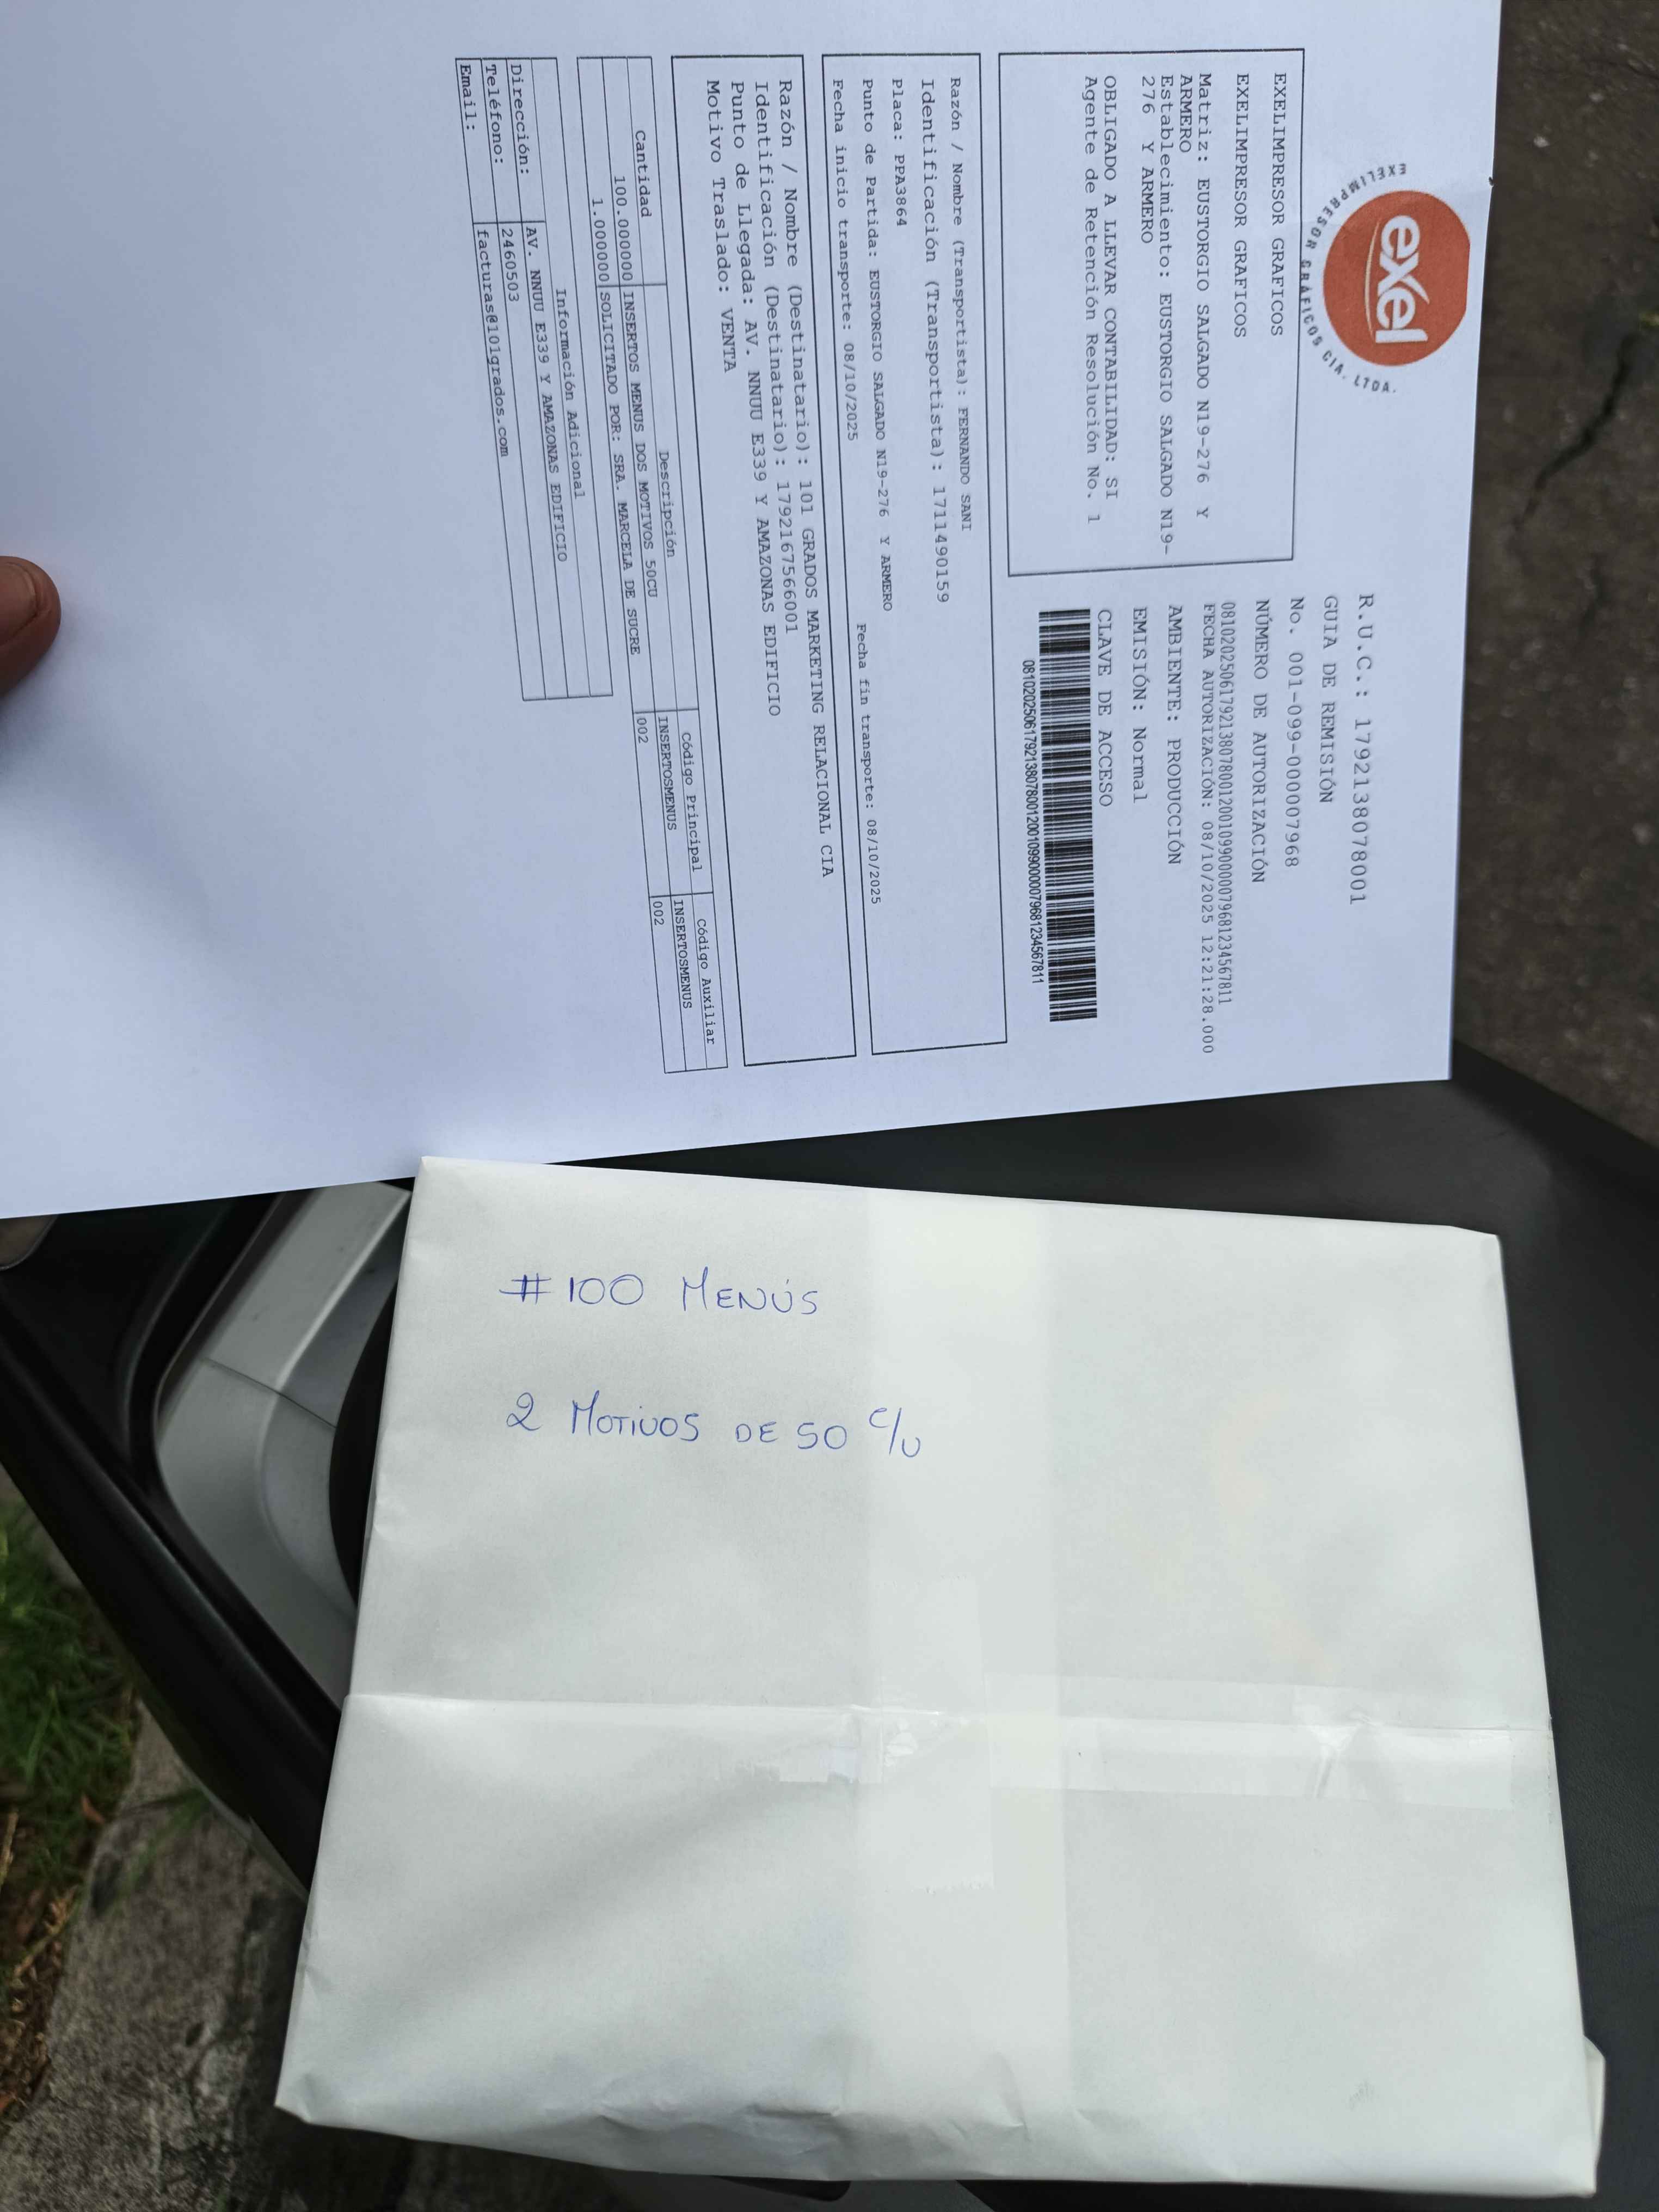 exel
EXELIMPRESOR GRÁFICOS CIA. LTDA.
EXELIMPRESOR GRAFICOS
EXELIMPRESOR GRAFICOS
Matriz: EUSTORGIO SALGADO N19-276 Y
ARMERO
Establecimiento: EUSTORGIO SALGADO N19-
276 Y ARMERO
OBLIGADO A LLEVAR CONTABILIDAD: SI
Agente de Retención Resolución No. 1
R.U.C.: 1792138078001
GUIA DE REMISIÓN
No. 001-099-000007968
NÚMERO DE AUTORIZACIÓN
0810202506179213807800120010990000079681234567811
FECHA AUTORIZACIÓN: 08/10/2025 12:21:28.000
AMBIENTE: PRODUCCIÓN
EMISIÓN: Normal
CLAVE DE ACCESO
0810202506179213807800120010990000079681234567811
Razón / Nombre (Transportista): FERNANDO SANI
Identificación (Transportista): 1711490159
Placa: PPA3864
Punto de Partida: EUSTORGIO SALGADO N19-276 Y ARMERO
Fecha inicio transporte: 08/10/2025 Fecha fin transporte: 08/10/2025
Razón / Nombre (Destinatario): 101 GRADOS MARKETING RELACIONAL CIA
Identificación (Destinatario): 1792167566001
Punto de Llegada: AV. NNUU E339 Y AMAZONAS EDIFICIO
Motivo Traslado: VENTA
Cantidad Descripción Código Principal Código Auxiliar
100.000000 INSERTOS MENUS DOS MOTIVOS 50CU INSERTOSMENUS INSERTOSMENUS
1.000000 SOLICITADO POR: SRA. MARCELA DE SUCRE 002 002
Información Adicional
Dirección: AV. NNUU E339 Y AMAZONAS EDIFICIO
Teléfono: 2460503
Email: facturas@101grados.com
#100 MENÚS
2 MOTIVOS DE 50 C/U